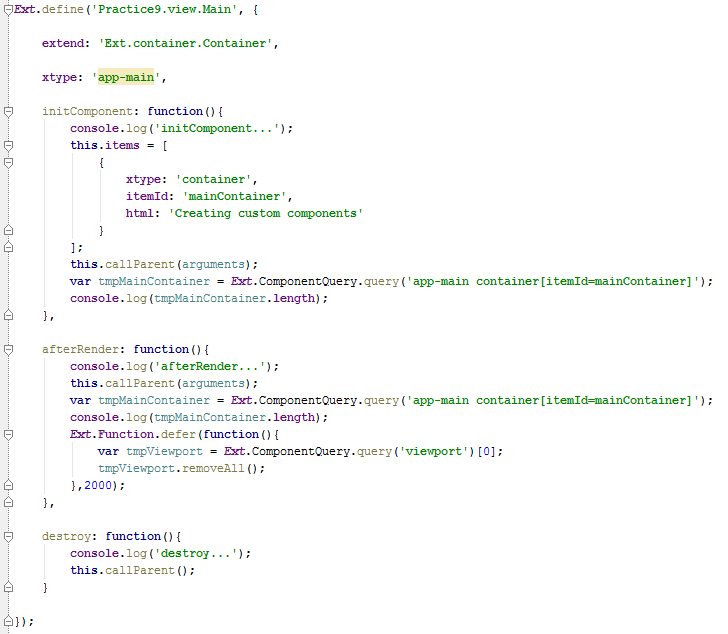 Ext.define('Practice9.view.Main', {
extend: 'Ext.container.Container',
xtype: 'app-main',
initComponent: function(){
console.log('initComponent...');
this.items = [
{
xtype: 'container',
itemId: 'mainContainer',
html: 'Creating custom components'
}
];
this.callParent(arguments);
var tmpMainContainer = Ext.ComponentQuery.query('app-main container[itemId=mainContainer]');
console.log(tmpMainContainer.length);
},
afterRender: function(){
console.log('afterRender...');
this.callParent(arguments);
var tmpMainContainer = Ext.ComponentQuery.query('app-main container[itemId=mainContainer]');
console.log(tmpMainContainer.length);
Ext.Function.defer(function(){
var tmpViewport = Ext.ComponentQuery.query('viewport')[0];
tmpViewport.removeAll();
},2000);
},
destroy: function(){
console.log('destroy...');
this.callParent();
}
});